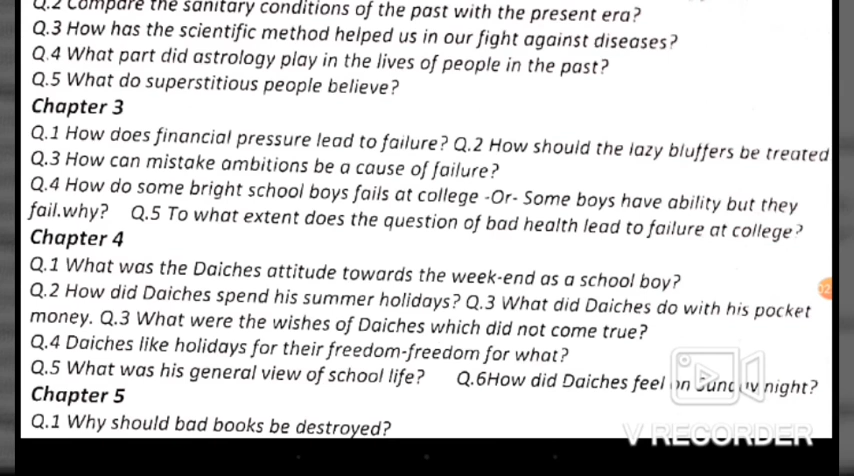 Q.2 Compare the sanitary conditions of the past with the present era?
Q.3 How has the scientific method helped us in our fight against diseases?
Q.4 What part did astrology play in the lives of people in the past?
Q.5 What do superstitious people believe?
Chapter 3
Q.1 How does financial pressure lead to failure? Q.2 How should the lazy bluffers be treated
Q.3 How can mistake ambitions be a cause of failure?
Q.4 How do some bright school boys fails at college -Or- Some boys have ability but they
fail.why? Q.5 To what extent does the question of bad health lead to failure at college?
Chapter 4
Q.1 What was the Daiches attitude towards the week-end as a school boy?
Q.2 How did Daiches spend his summer holidays? Q.3 What did Daiches do with his pocket
money. Q.3 What were the wishes of Daiches which did not come true?
Q.4 Daiches like holidays for their freedom-freedom for what?
Q.5 What was his general view of school life? Q.6How did Daiches feel on Sunday night?
Chapter 5
Q.1 Why should bad books be destroyed?
V RECORDER